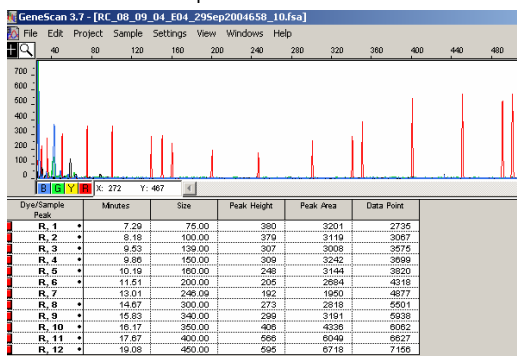 GeneScan 3.7 - [RC_08_09_04_E04_29Sep2004658_10.fsa]
File Edit Project Sample Settings View Windows Help
40 80 120 160 200 240 280 320 360 400 440 480
700
600
500
400
300
200
100
0
B G Y R X: 272 Y: 467
Dye/Sample Peak Minutes Size Peak Height Peak Area Data Point
R, 1 7.29 75.00 380 3201 2735
R, 2 8.18 100.00 379 3119 3067
R, 3 9.53 139.00 307 3008 3575
R, 4 9.86 150.00 309 3242 3699
R, 5 10.19 160.00 248 3144 3820
R, 6 11.51 200.00 205 2684 4318
R, 7 13.01 246.09 192 1950 4877
R, 8 14.67 300.00 273 2818 5501
R, 9 15.83 340.00 299 3191 5938
R, 10 16.17 350.00 406 4336 6062
R, 11 17.67 400.00 566 6049 6627
R, 12 19.08 450.00 595 6718 7156